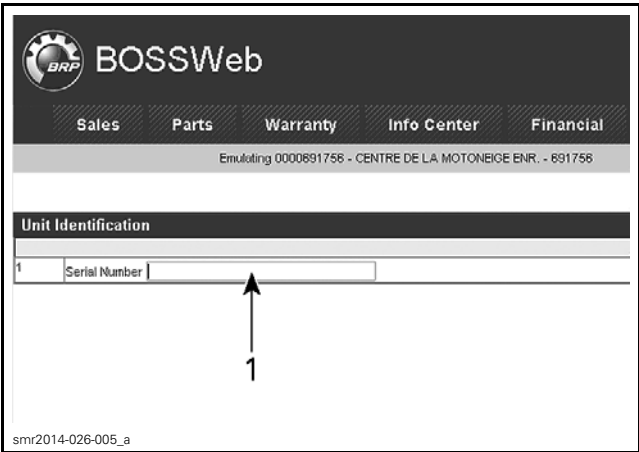 BRP BOSSWeb
Sales Parts Warranty Info Center Financial
Emulating 0000691756 - CENTRE DE LA MOTONEIGE ENR. - 691756
Unit Identification
1 Serial Number
1
smr2014-026-005_a